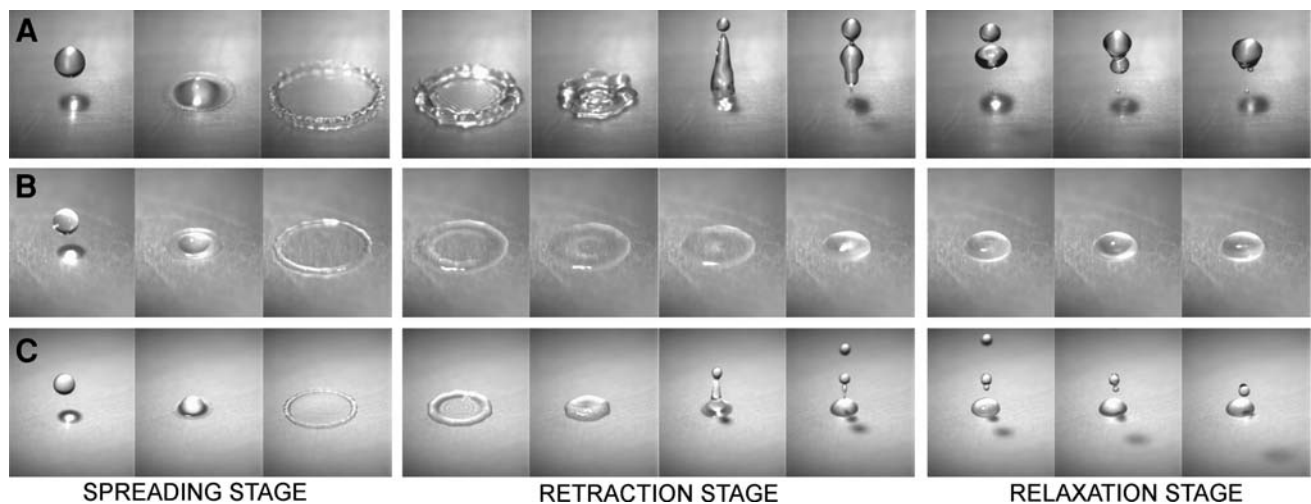 A
B
C
SPREADING STAGE
RETRACTION STAGE
RELAXATION STAGE